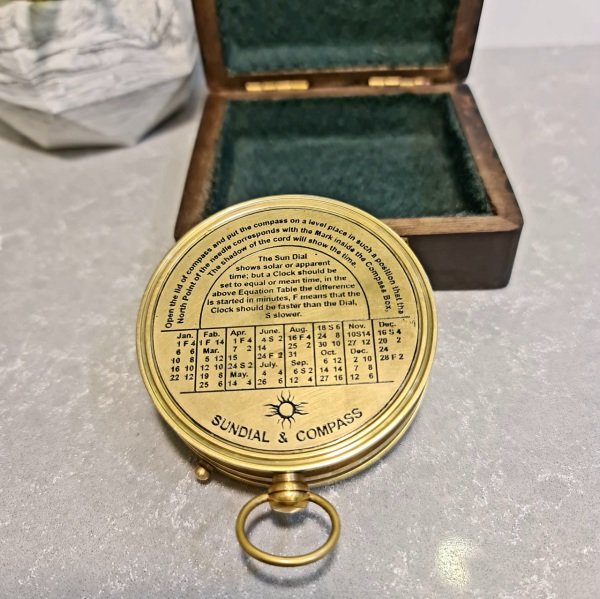 Open the lid of compass and put the compass on a level place in such a position that the
North Point of the needle corresponds with the Mark inside the Compass Box,
The shadow of the cord will show the time.
The Sun Dial
shows solar or apparent
time; but a Clock should be
set to equal or mean time, in the
above Equation Table the difference
is started in minutes, F means that the
Clock should be faster than the Dial,
S slower.
Jan. Fab. Apr. June. Aug. 18 S 6 Nov. Dec.
1 F 4 1 F 14 1 F 4 4 S 2 16 F 4 24 8 10S14 16 S 4
6 6 Mar. 7 2 14 25 2 30 10 27 12 20 2
10 8 5 12 15 24 F 2 31 Oct. Dec. 24
16 10 12 10 24 S 2 July. Sep. 6 12 2 10 28 F 2
22 12 19 8 May. 4 4 6 S 2 14 14 7 8
25 6 14 4 26 6 12 4 27 16 12 6
SUNDIAL & COMPASS